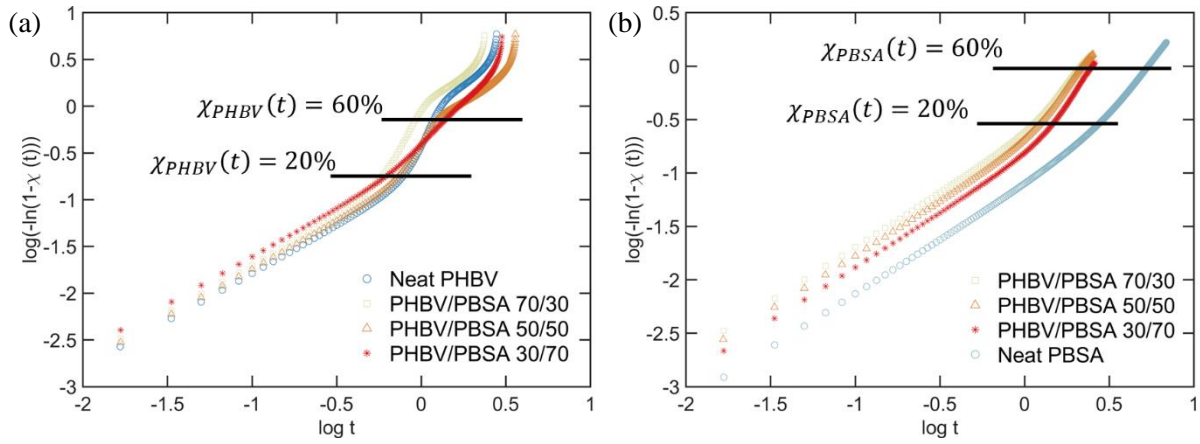 (a)
1
0.5
0
-0.5
-1
-1.5
-2
-2.5
-3
-2
-1.5
-1
-0.5
0
0.5
1
log(-ln(1-χ (t)))
log t
χPHBV(t) = 60%
χPHBV(t) = 20%
Neat PHBV
PHBV/PBSA 70/30
PHBV/PBSA 50/50
PHBV/PBSA 30/70
(b)
0.5
0
-0.5
-1
-1.5
-2
-2.5
-3
-2
-1.5
-1
-0.5
0
0.5
1
log(-ln(1-χ (t)))
log t
χPBSA(t) = 60%
χPBSA(t) = 20%
PHBV/PBSA 70/30
PHBV/PBSA 50/50
PHBV/PBSA 30/70
Neat PBSA